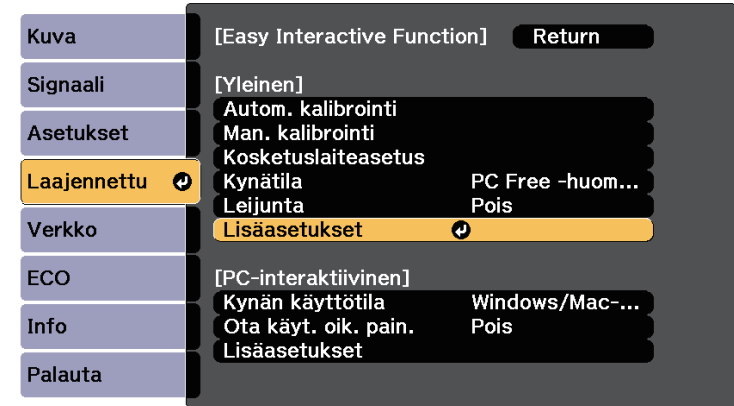 Kuva
Signaali
Asetukset
Laajennettu
Verkko
ECO
Info
Palauta
[Easy Interactive Function] Return
[Yleinen]
Autom. kalibrointi
Man. kalibrointi
Kosketuslaiteasetus
Kynätila PC Free -huom...
Leijunta Pois
Lisäasetukset
[PC-interaktiivinen]
Kynän käyttötila Windows/Mac-...
Ota käyt. oik. pain. Pois
Lisäasetukset